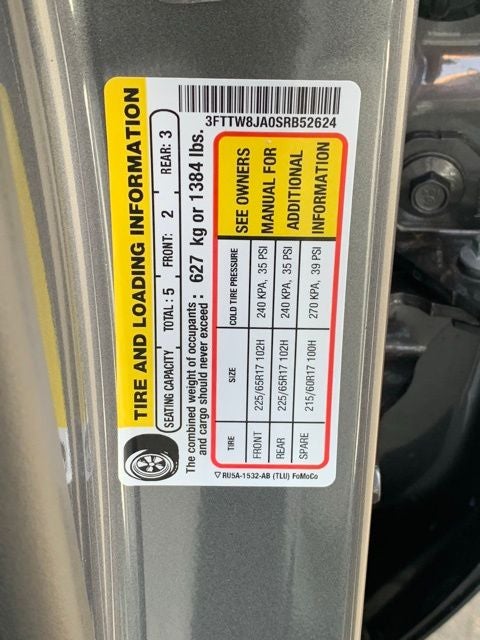 3FTTW8JA0SRB52624
TIRE AND LOADING INFORMATION
SEATING CAPACITY TOTAL : 5 FRONT: 2 REAR: 3
The combined weight of occupants
and cargo should never exceed : 627 kg or 1384 lbs.
TIRE SIZE COLD TIRE PRESSURE SEE OWNERS
FRONT 225/65R17 102H 240 KPA, 35 PSI MANUAL FOR
REAR 225/65R17 102H 240 KPA, 35 PSI ADDITIONAL
SPARE 215/60R17 100H 270 KPA, 39 PSI INFORMATION
RU5A-1532-AB (TLU) FoMoCo